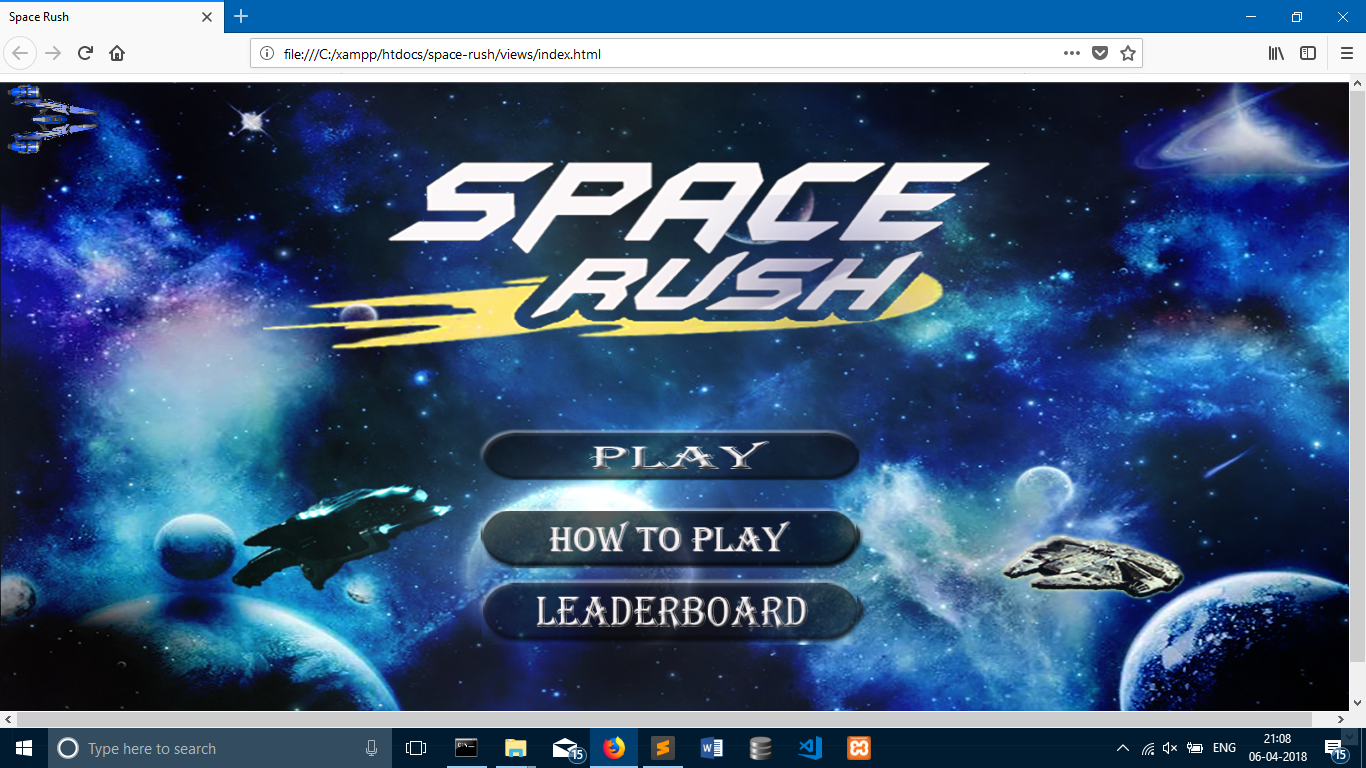 Space Rush
file:///C:/xampp/htdocs/space-rush/views/index.html
SPACE
RUSH
PLAY
HOW TO PLAY
LEADERBOARD
Type here to search
15
W
ENG
21:08
06-04-2018
15